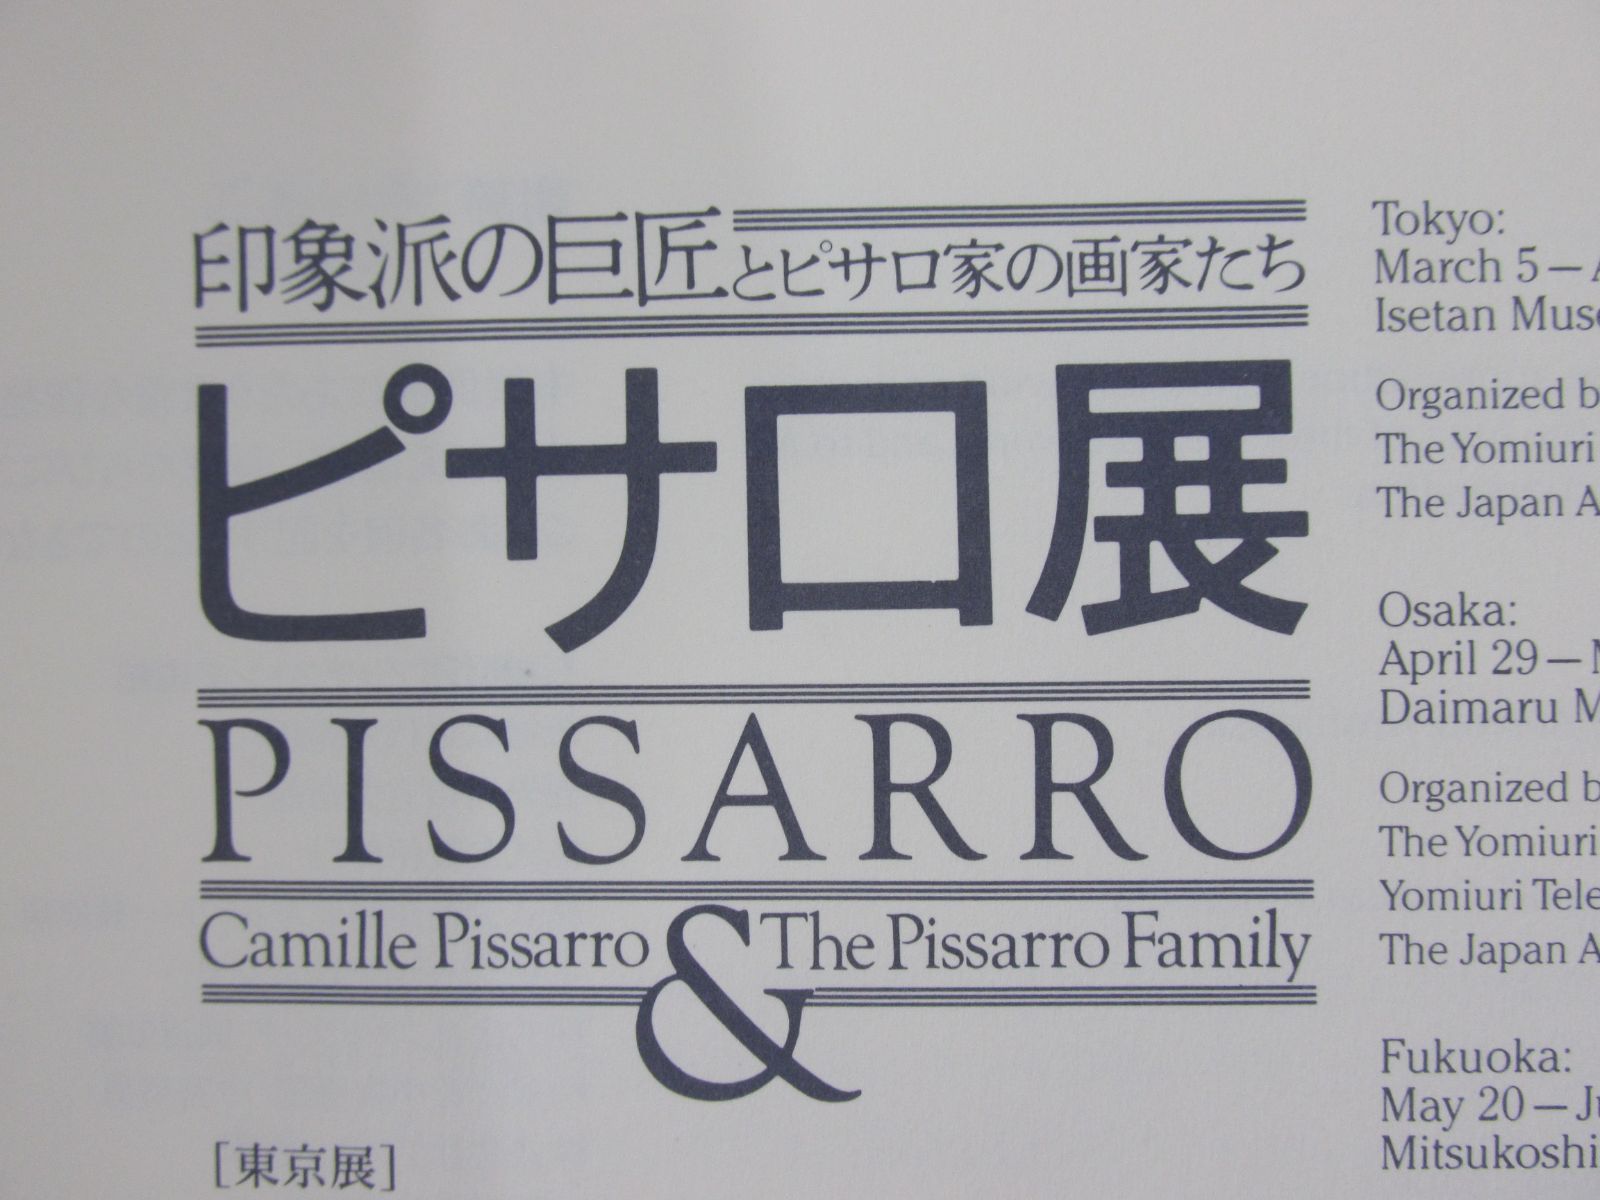 印象派の巨匠とピサロ家の画家たち
ピサロ展
PISSARRO
Camille Pissarro & The Pissarro Family
[東京展]
Tokyo:
March 5 –
Isetan
Organized
The Yomiuri
The Japan
Osaka:
April 29 –
Daimaru
Organized
The Yomiuri
Yomiuri
The Japan
Fukuoka:
May 20 –
Mitsukoshi